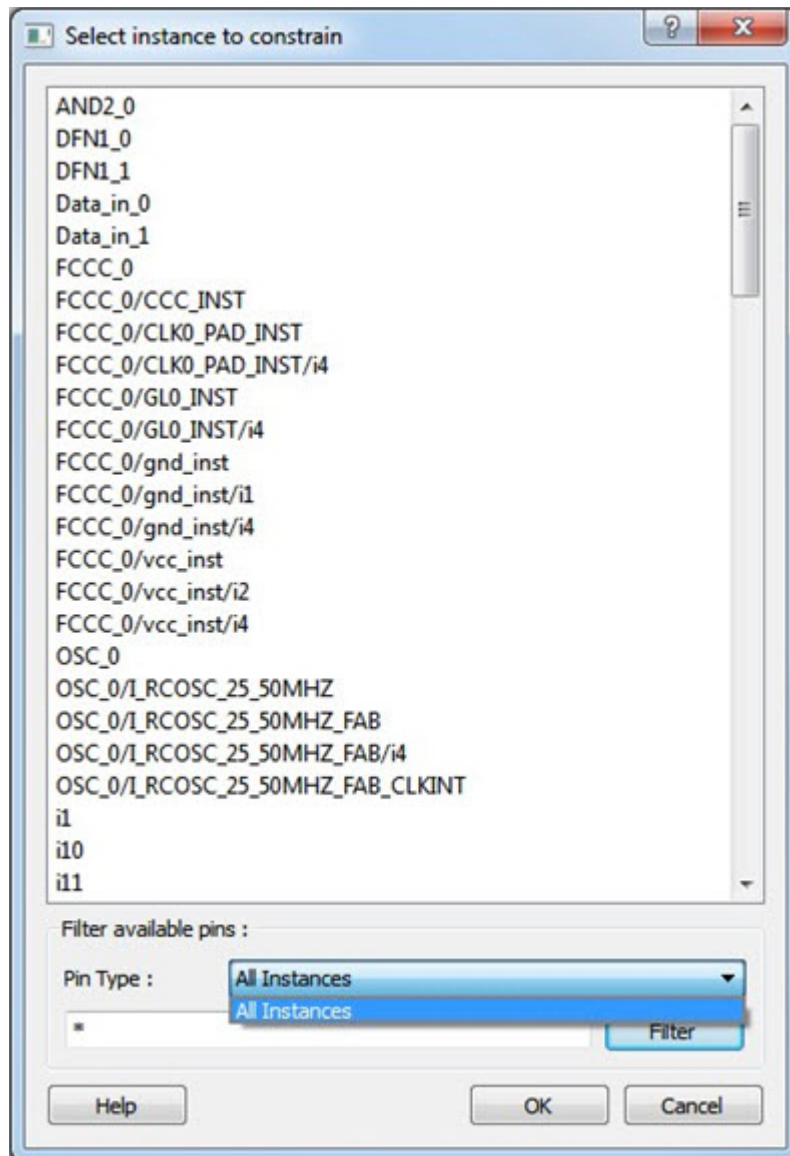 Select instance to constrain
AND2_0
DFN1_0
DFN1_1
Data_in_0
Data_in_1
FCCC_0
FCCC_0/CCC_INST
FCCC_0/CLK0_PAD_INST
FCCC_0/CLK0_PAD_INST/i4
FCCC_0/GL0_INST
FCCC_0/GL0_INST/i4
FCCC_0/gnd_inst
FCCC_0/gnd_inst/i1
FCCC_0/gnd_inst/i4
FCCC_0/vcc_inst
FCCC_0/vcc_inst/i2
FCCC_0/vcc_inst/i4
OSC_0
OSC_0/I_RCOSC_25_50MHZ
OSC_0/I_RCOSC_25_50MHZ_FAB
OSC_0/I_RCOSC_25_50MHZ_FAB/i4
OSC_0/I_RCOSC_25_50MHZ_FAB_CLKINT
i1
i10
i11
Filter available pins :
Pin Type : All Instances
All Instances
* Filter
Help OK Cancel